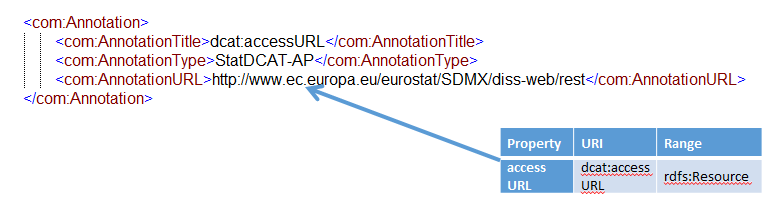 <com:Annotation>
<com:AnnotationTitle>dcat:accessURL</com:AnnotationTitle>
<com:AnnotationType>StatDCAT-AP</com:AnnotationType>
<com:AnnotationURL>http://www.ec.europa.eu/eurostat/SDMX/diss-web/rest</com:AnnotationURL>
</com:Annotation>
Property URI Range
access dcat:access rdfs:Resource
URL URL